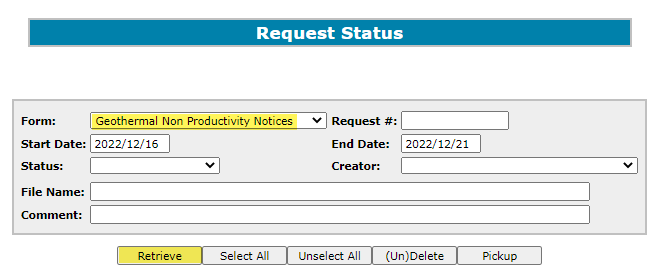 Request Status
Form: Geothermal Non Productivity Notices Request #:
Start Date: 2022/12/16 End Date: 2022/12/21
Status: Creator:
File Name:
Comment:
Retrieve Select All Unselect All (Un)Delete Pickup